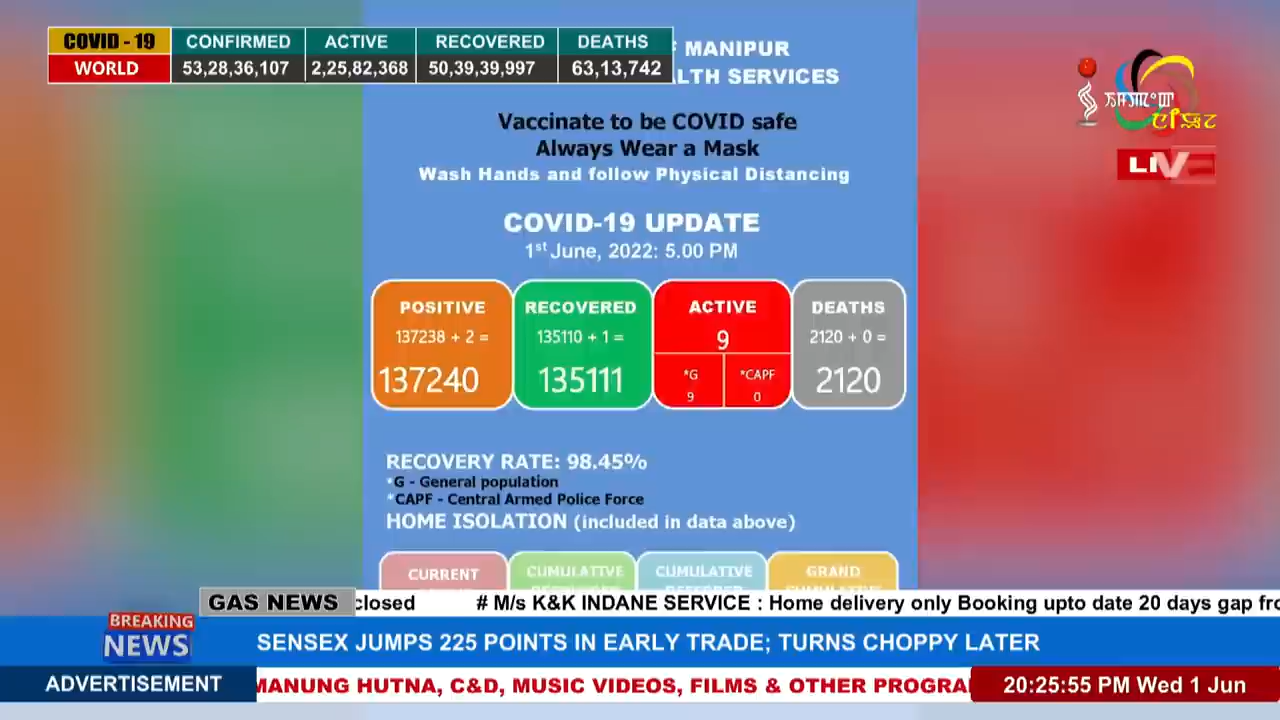 COVID - 19 CONFIRMED ACTIVE RECOVERED DEATHS
WORLD 53,28,36,107 2,25,82,368 50,39,39,997 63,13,742
MANIPUR
LTH SERVICES
LIV
Vaccinate to be COVID safe
Always Wear a Mask
Wash Hands and follow Physical Distancing
COVID-19 UPDATE
1st June, 2022: 5.00 PM
POSITIVE RECOVERED ACTIVE DEATHS
137238 + 2 = 135110 + 1 = 9 2120 + 0 =
137240 135111 *G *CAPF 2120
9 0
RECOVERY RATE: 98.45%
*G - General population
*CAPF - Central Armed Police Force
HOME ISOLATION (included in data above)
CURRENT CUMULATIVE CUMULATIVE GRAND
GAS NEWS closed # M/s K&K INDANE SERVICE : Home delivery only Booking upto date 20 days gap fro
BREAKING
NEWS
SENSEX JUMPS 225 POINTS IN EARLY TRADE; TURNS CHOPPY LATER
ADVERTISEMENT MANUNG HUTNA, C&D, MUSIC VIDEOS, FILMS & OTHER PROGRA 20:25:55 PM Wed 1 Jun